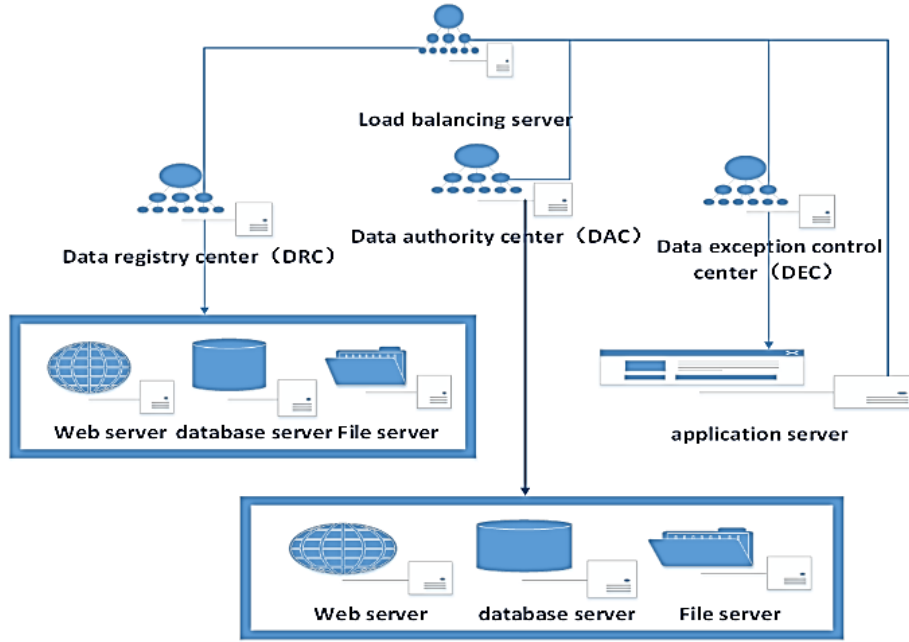 Load balancing server
Data registry center（DRC）
Data authority center（DAC）
Data exception control
center（DEC）
Web server database server File server
application server
Web server database server File server